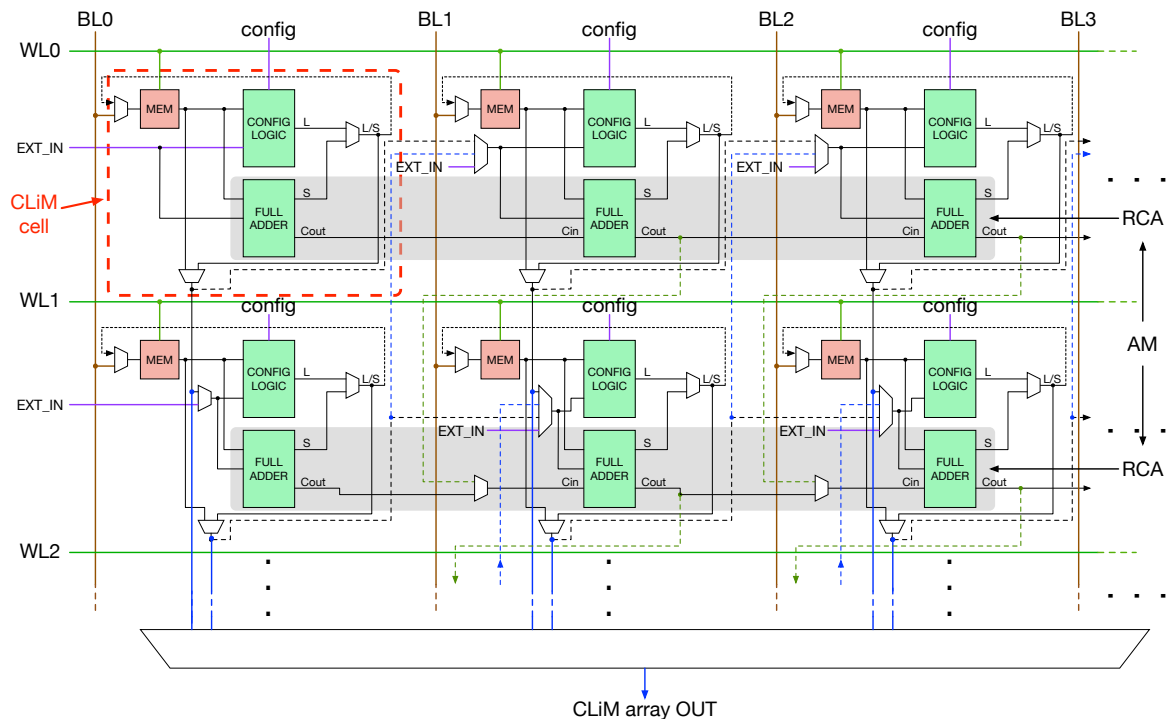 BL0 BL1 BL2 BL3
config config config
WL0
MEM CONFIG LOGIC L L/S MEM CONFIG LOGIC L L/S MEM CONFIG LOGIC L L/S
EXT_IN EXT_IN EXT_IN
CLiM cell
FULL ADDER S Cout Cin FULL ADDER S Cout Cin FULL ADDER S Cout RCA
WL1
config config config
AM
MEM CONFIG LOGIC L L/S MEM CONFIG LOGIC L L/S MEM CONFIG LOGIC L L/S
EXT_IN EXT_IN EXT_IN
FULL ADDER S Cout Cin FULL ADDER S Cout Cin FULL ADDER S Cout RCA
WL2
CLiM array OUT